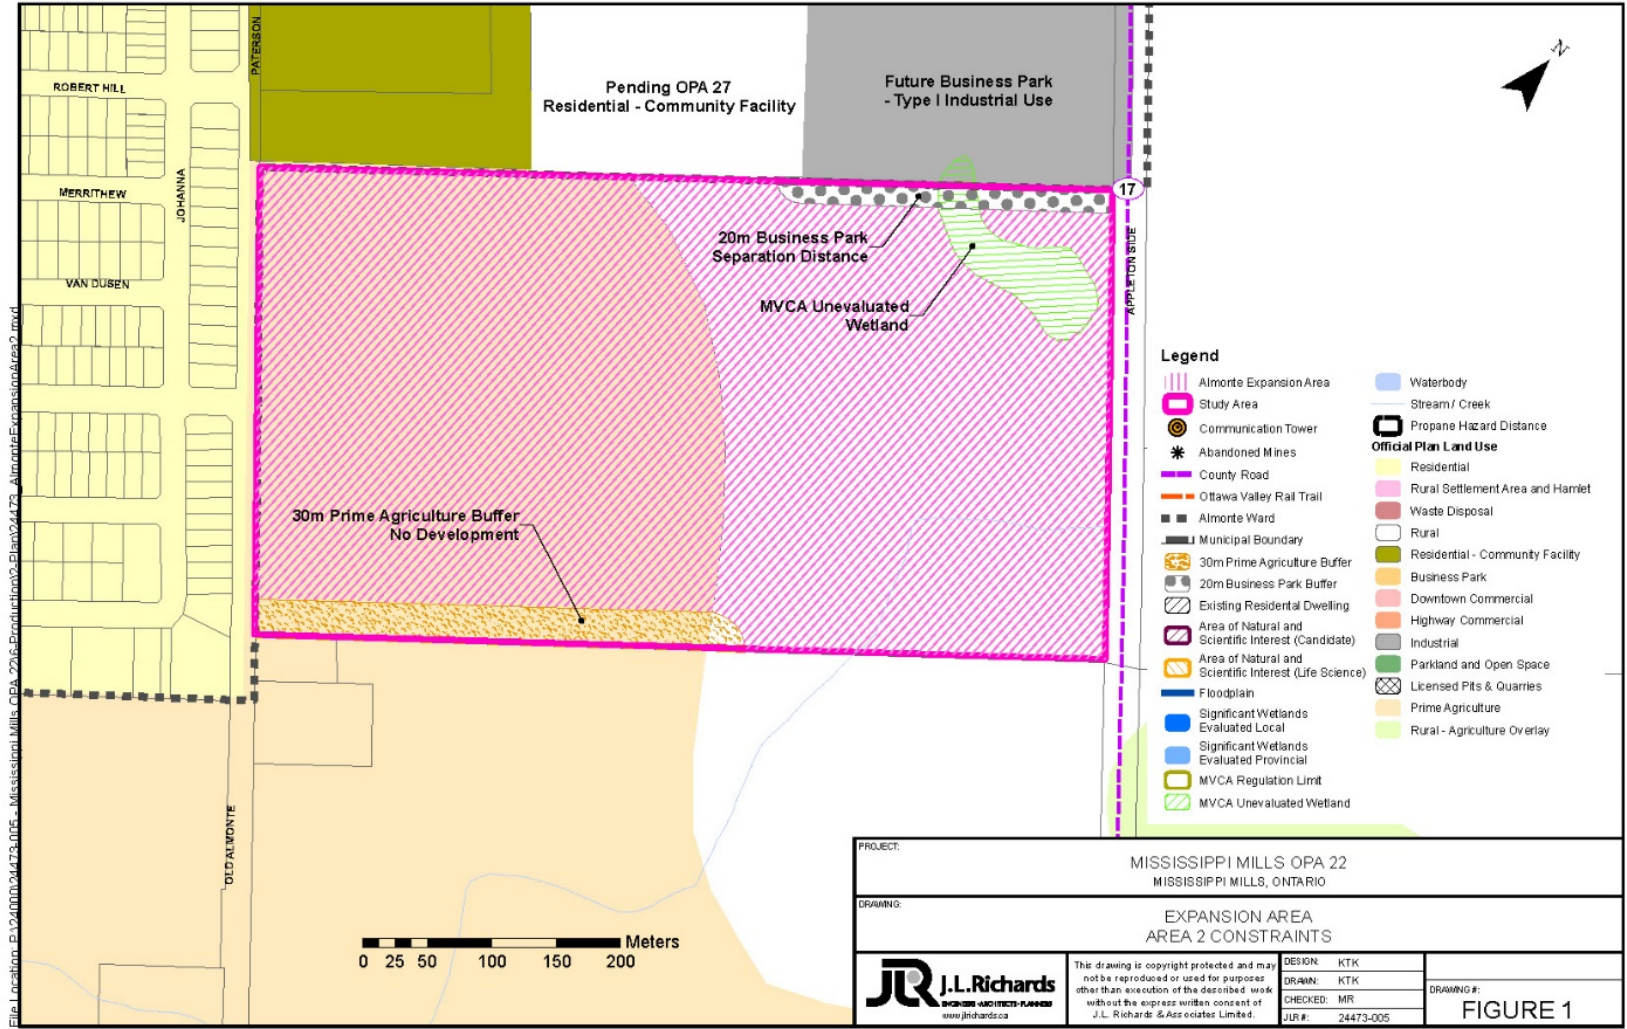 PATERSON
ROBERT HILL
JOHANNA
MERRITHEW
VAN DUSEN
OLD ALMONTE
Pending OPA 27
Residential - Community Facility
Future Business Park
- Type I Industrial Use
N
17
APPLETON SIDE
20m Business Park
Separation Distance
MVCA Unevaluated
Wetland
30m Prime Agriculture Buffer
No Development
Legend
Almonte Expansion Area
Study Area
Communication Tower
Abandoned Mines
County Road
Ottawa Valley Rail Trail
Almonte Ward
Municipal Boundary
30m Prime Agriculture Buffer
20m Business Park Buffer
Existing Residential Dwelling
Area of Natural and
Scientific Interest (Candidate)
Area of Natural and
Scientific Interest (Life Science)
Floodplain
Significant Wetlands
Evaluated Local
Significant Wetlands
Evaluated Provincial
MVCA Regulation Limit
MVCA Unevaluated Wetland
Waterbody
Stream / Creek
Propane Hazard Distance
Official Plan Land Use
Residential
Rural Settlement Area and Hamlet
Waste Disposal
Rural
Residential - Community Facility
Business Park
Downtown Commercial
Highway Commercial
Industrial
Parkland and Open Space
Licensed Pits & Quarries
Prime Agriculture
Rural - Agriculture Overlay
Meters
0 25 50 100 150 200
PROJECT:
MISSISSIPPI MILLS OPA 22
MISSISSIPPI MILLS, ONTARIO
DRAWING:
EXPANSION AREA
AREA 2 CONSTRAINTS
JLR J.L.Richards
ENGINEERS · ARCHITECTS · PLANNERS
www.jlrichards.ca
This drawing is copyright protected and may
not be reproduced or used for purposes
other than execution of the described work
without the express written consent of
J.L. Richards & Associates Limited.
DESIGN: KTK
DRAWN: KTK
CHECKED: MR
JLR #: 24473-005
DRAWING #:
FIGURE 1